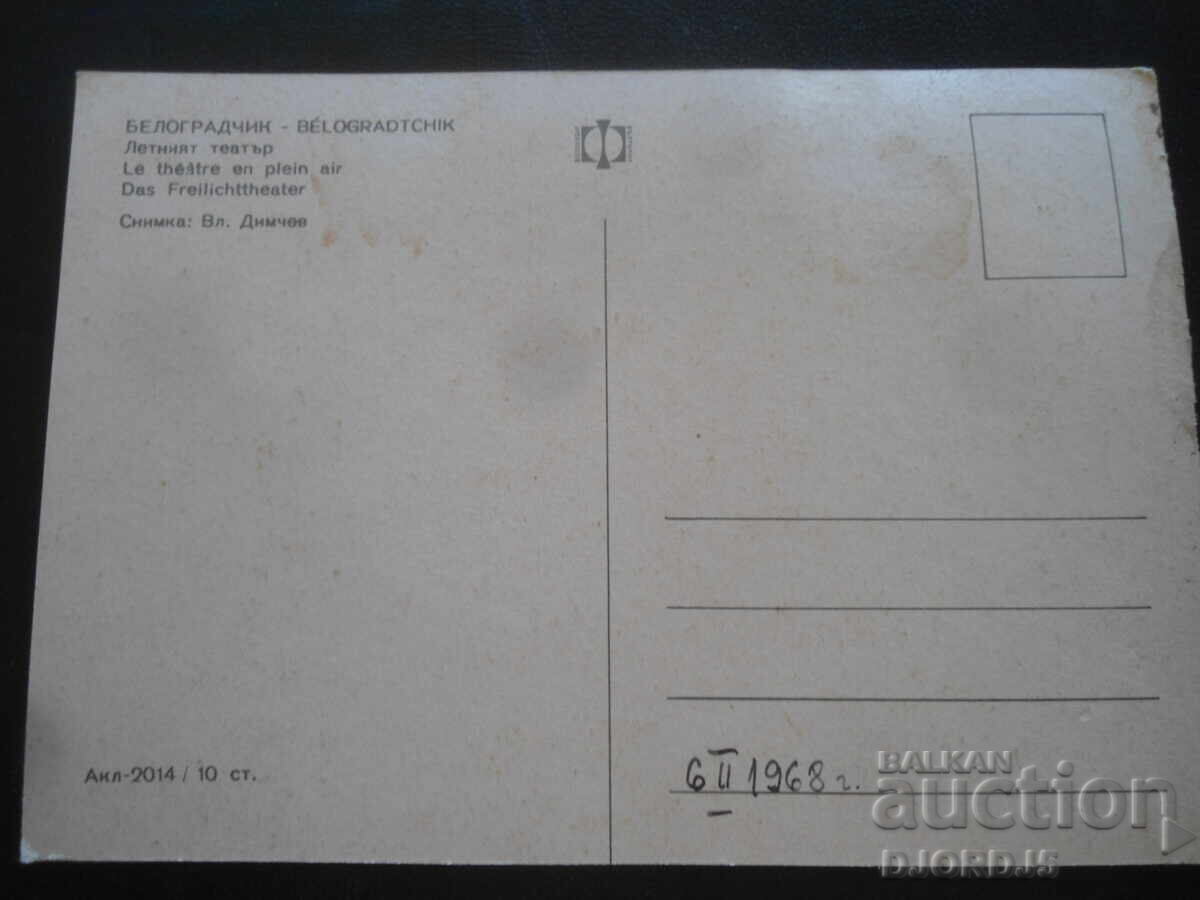 БЕЛОГРАДЧИК - BÉLOGRADTCHIK
Летният театър
Le théâtre en plein air
Das Freilichttheater
Снимка: Вл. Димчев
Акл-2014 / 10 ст.
6 II 1968 г.
BALKAN
auction
DJORDJ5